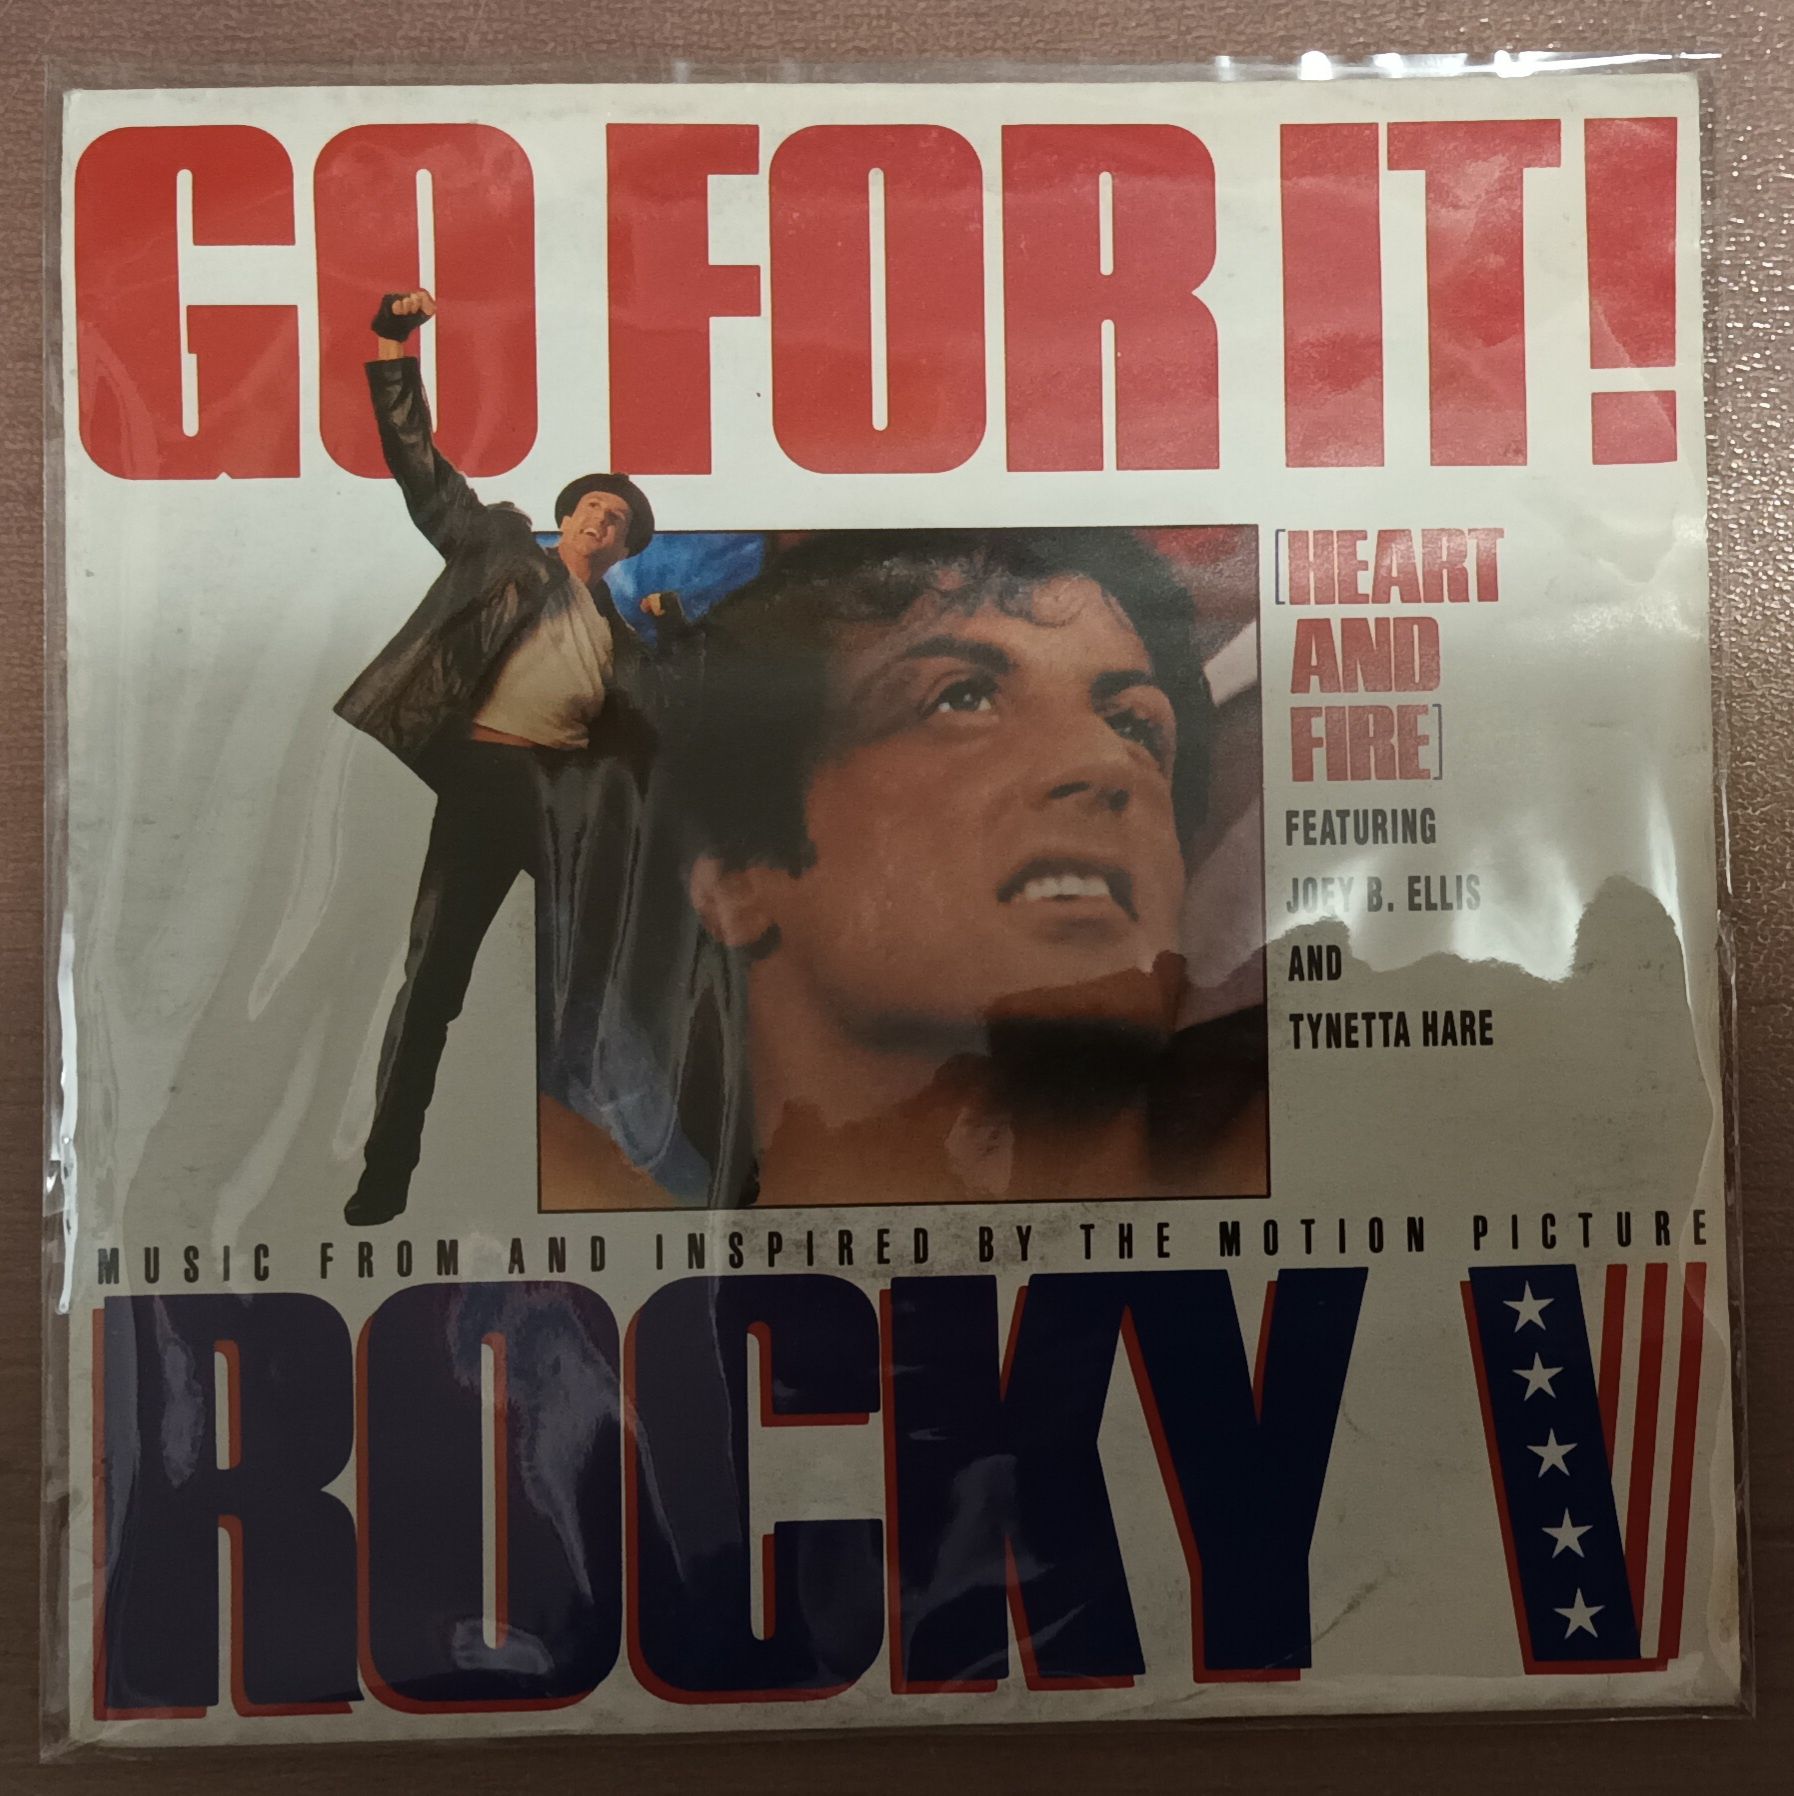 GO FOR IT!
[HEART
AND
FIRE]
FEATURING
JOEY B. ELLIS
AND
TYNETTA HARE
MUSIC FROM AND INSPIRED BY THE MOTION PICTURE
ROCKY V